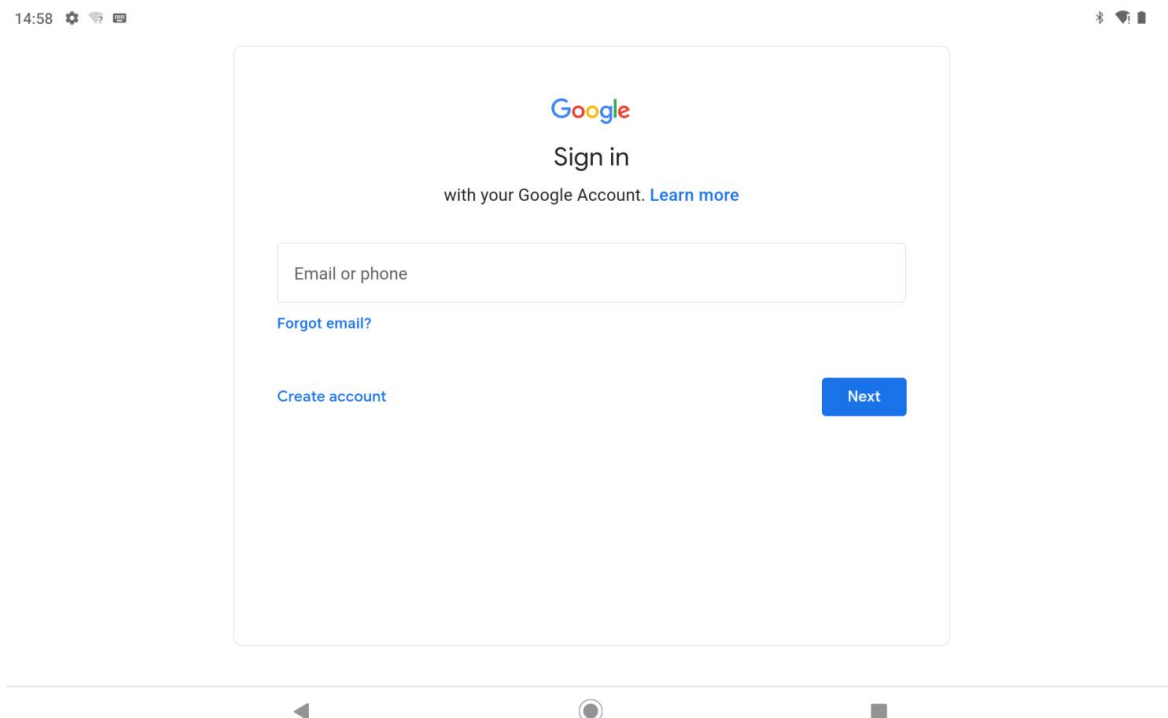 14:58
Google
Sign in
with your Google Account. Learn more
Email or phone
Forgot email?
Create account
Next